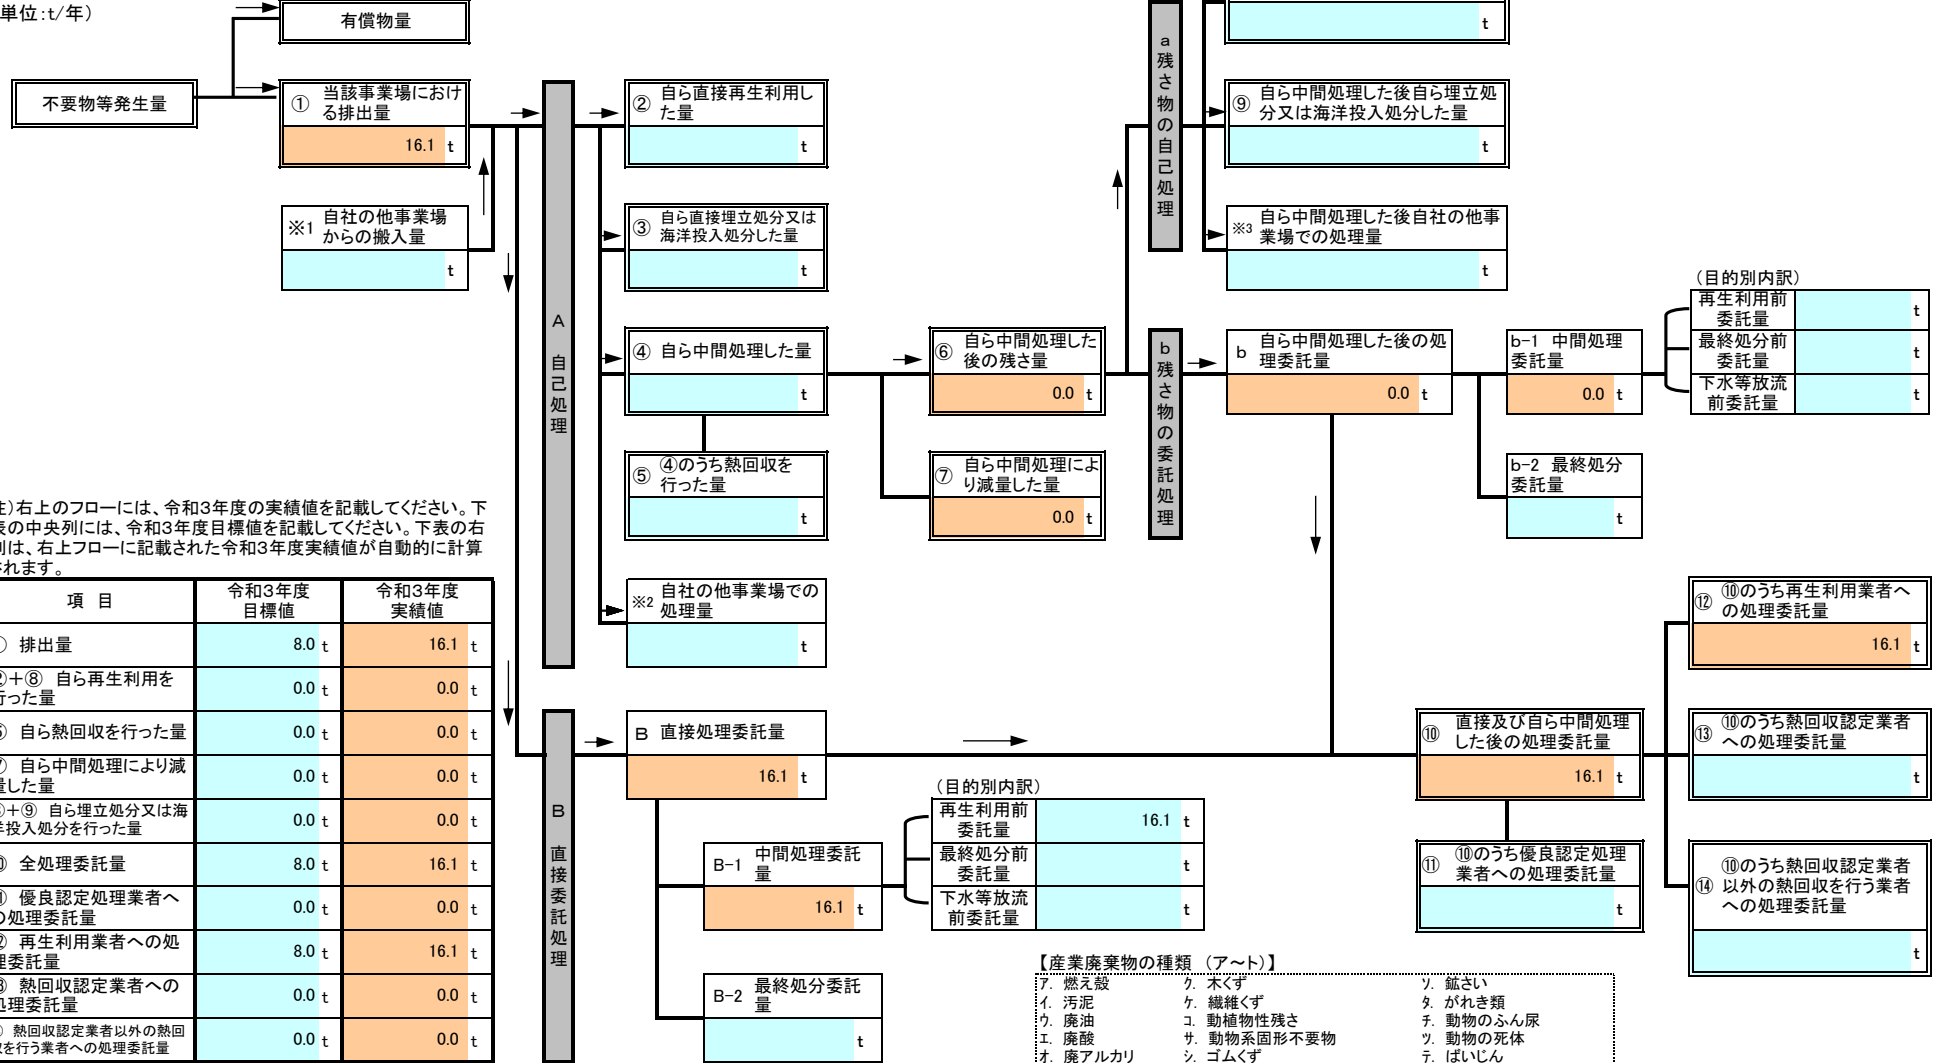 単位:t/年)
有償物量
不要物等発生量
① 当該事業場におけ
る排出量
16.1 t
※1 自社の他事業場
からの搬入量
t
A 自己処理
② 自ら直接再生利用し
た量
t
③ 自ら直接埋立処分又は
海洋投入処分した量
t
④ 自ら中間処理した量
t
⑤ ④のうち熱回収を
行った量
t
※2 自社の他事業場での
処理量
t
⑥ 自ら中間処理した
後の残さ量
0.0 t
⑦ 自ら中間処理によ
り減量した量
0.0 t
a 残さ物の自己処理
t
⑨ 自ら中間処理した後自ら埋立処
分又は海洋投入処分した量
t
※3 自ら中間処理した後自社の他事
業場での処理量
t
b 残さ物の委託処理
b 自ら中間処理した後の処
理委託量
0.0 t
b-1 中間処理
委託量
0.0 t
b-2 最終処分
委託量
t
(目的別内訳)
再生利用前
委託量
t
最終処分前
委託量
t
下水等放流
前委託量
t
)右上のフローには、令和3年度の実績値を記載してください。下
表の中央列には、令和3年度目標値を記載してください。下表の右
列は、右上フローに記載された令和3年度実績値が自動的に計算
されます。
項 目 令和3年度
目標値 令和3年度
実績値
排出量 8.0 t 16.1 t
+⑧ 自ら再生利用を
行った量 0.0 t 0.0 t
自ら熱回収を行った量 0.0 t 0.0 t
自ら中間処理により減
量した量 0.0 t 0.0 t
+⑨ 自ら埋立処分又は海
洋投入処分を行った量 0.0 t 0.0 t
全処理委託量 8.0 t 16.1 t
優良認定処理業者へ
の処理委託量 0.0 t 0.0 t
再生利用業者への処
理委託量 8.0 t 16.1 t
熱回収認定業者への
処理委託量 0.0 t 0.0 t
熱回収認定業者以外の熱回
収を行う業者への処理委託量 0.0 t 0.0 t
B 直接委託処理
B 直接処理委託量
16.1 t
B-1 中間処理委託
量
16.1 t
B-2 最終処分委託
量
t
(目的別内訳)
再生利用前
委託量
16.1 t
最終処分前
委託量
t
下水等放流
前委託量
t
⑩ 直接及び自ら中間処理
した後の処理委託量
16.1 t
⑪ ⑩のうち優良認定処理
業者への処理委託量
t
⑫ ⑩のうち再生利用業者へ
の処理委託量
16.1 t
⑬ ⑩のうち熱回収認定業者
への処理委託量
t
⑭ ⑩のうち熱回収認定業者
以外の熱回収を行う業者
への処理委託量
t
【産業廃棄物の種類 (ア～ト)】
ア. 燃え殻 ク. 木くず ソ. 鉱さい
イ. 汚泥 ケ. 繊維くず タ. がれき類
ウ. 廃油 コ. 動植物性残さ チ. 動物のふん尿
エ. 廃酸 サ. 動物系固形不要物 ツ. 動物の死体
オ. 廃アルカリ シ. ゴムくず テ. ばいじん